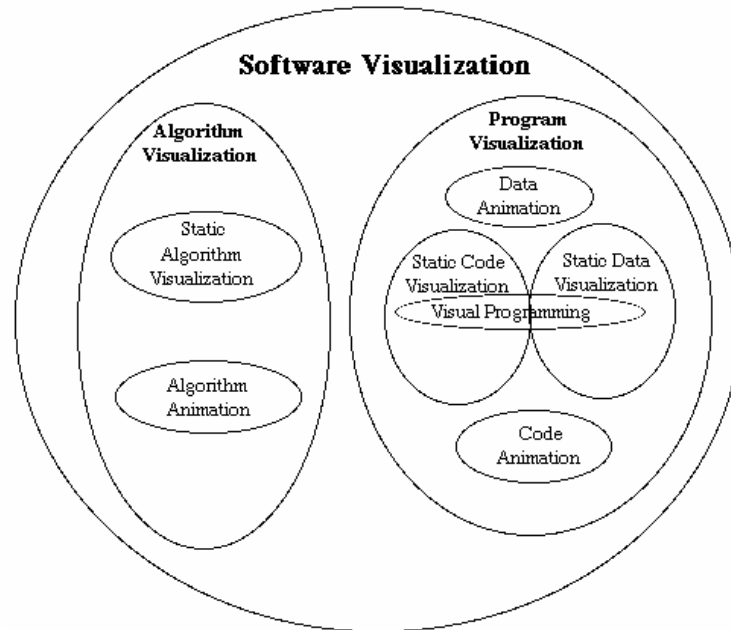 Software Visualization
Algorithm
Visualization
Static
Algorithm
Visualization
Algorithm
Animation
Program
Visualization
Data
Animation
Static Code
Visualization
Static Data
Visualization
Visual Programming
Code
Animation